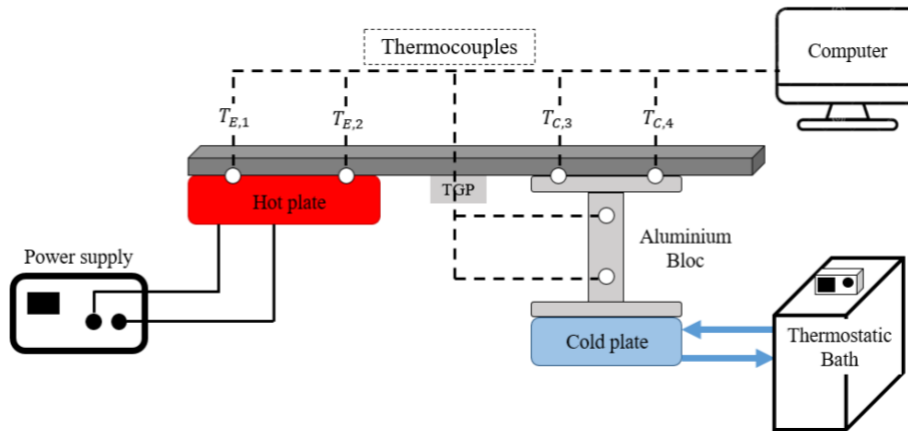 Thermocouples
Computer
T_{E,1}
T_{E,2}
T_{C,3}
T_{C,4}
TGP
Hot plate
Aluminium
Bloc
Power supply
Cold plate
Thermostatic
Bath